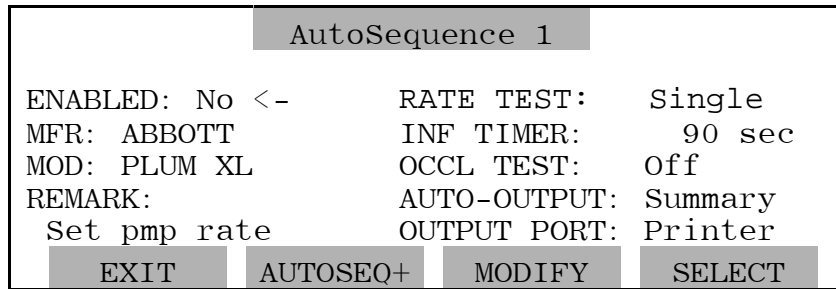 AutoSequence 1
ENABLED: No <- RATE TEST: Single
MFR: ABBOTT INF TIMER: 90 sec
MOD: PLUM XL OCCL TEST: Off
REMARK: AUTO-OUTPUT: Summary
Set pmp rate OUTPUT PORT: Printer
EXIT AUTOSEQ+ MODIFY SELECT